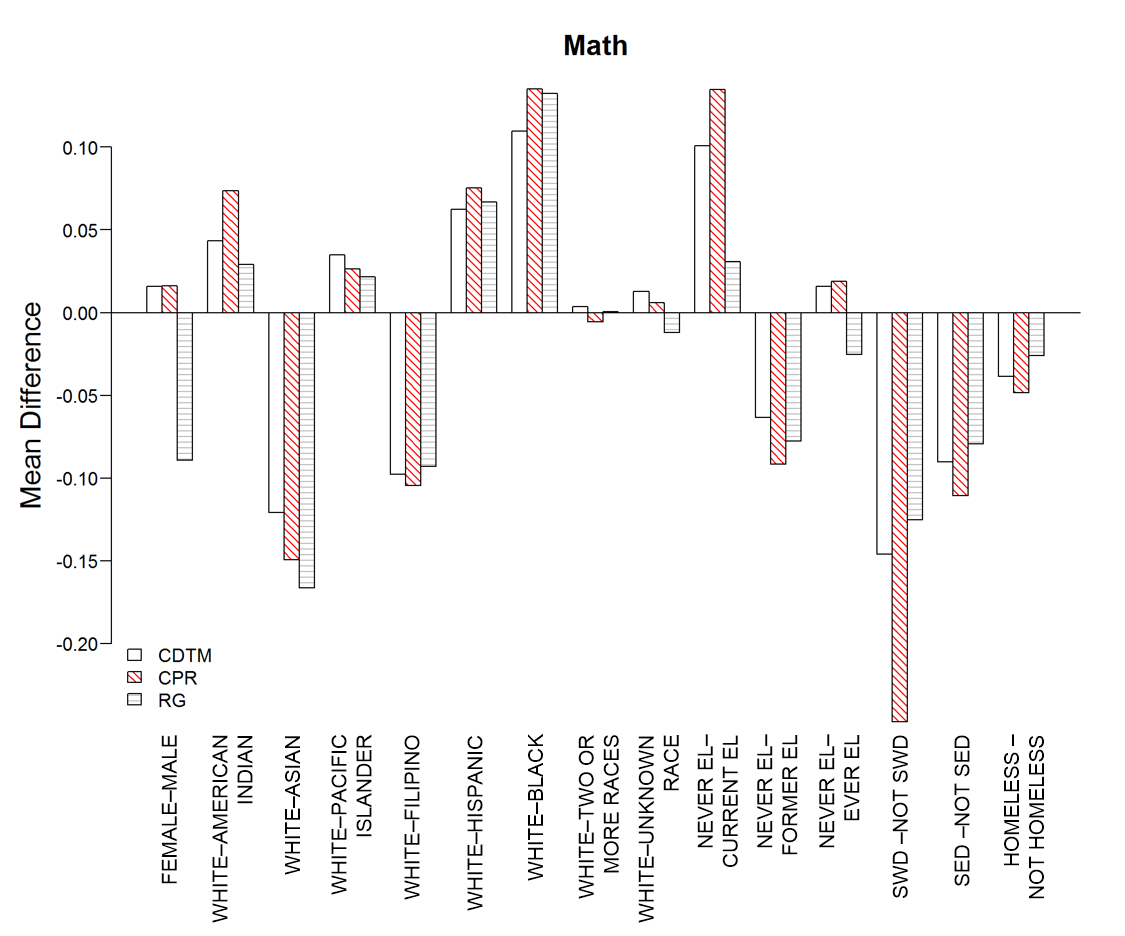 Math
Mean Difference
0.10
0.05
0.00
-0.05
-0.10
-0.15
-0.20
CDTM
CPR
RG
FEMALE–MALE
WHITE–AMERICAN
INDIAN
WHITE–ASIAN
WHITE–PACIFIC
ISLANDER
WHITE–FILIPINO
WHITE–HISPANIC
WHITE–BLACK
WHITE–TWO OR
MORE RACES
WHITE–UNKNOWN
RACE
NEVER EL–
CURRENT EL
NEVER EL–
FORMER EL
NEVER EL–
EVER EL
SWD –NOT SWD
SED –NOT SED
HOMELESS –
NOT HOMELESS